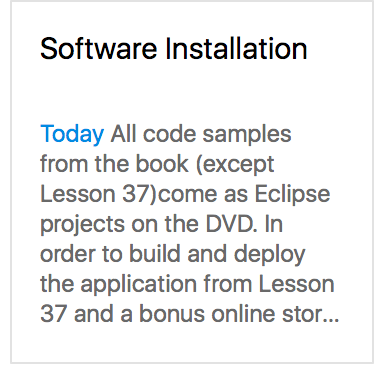 Software Installation
Today All code samples
from the book (except
Lesson 37)come as Eclipse
projects on the DVD. In
order to build and deploy
the application from Lesson
37 and a bonus online stor...